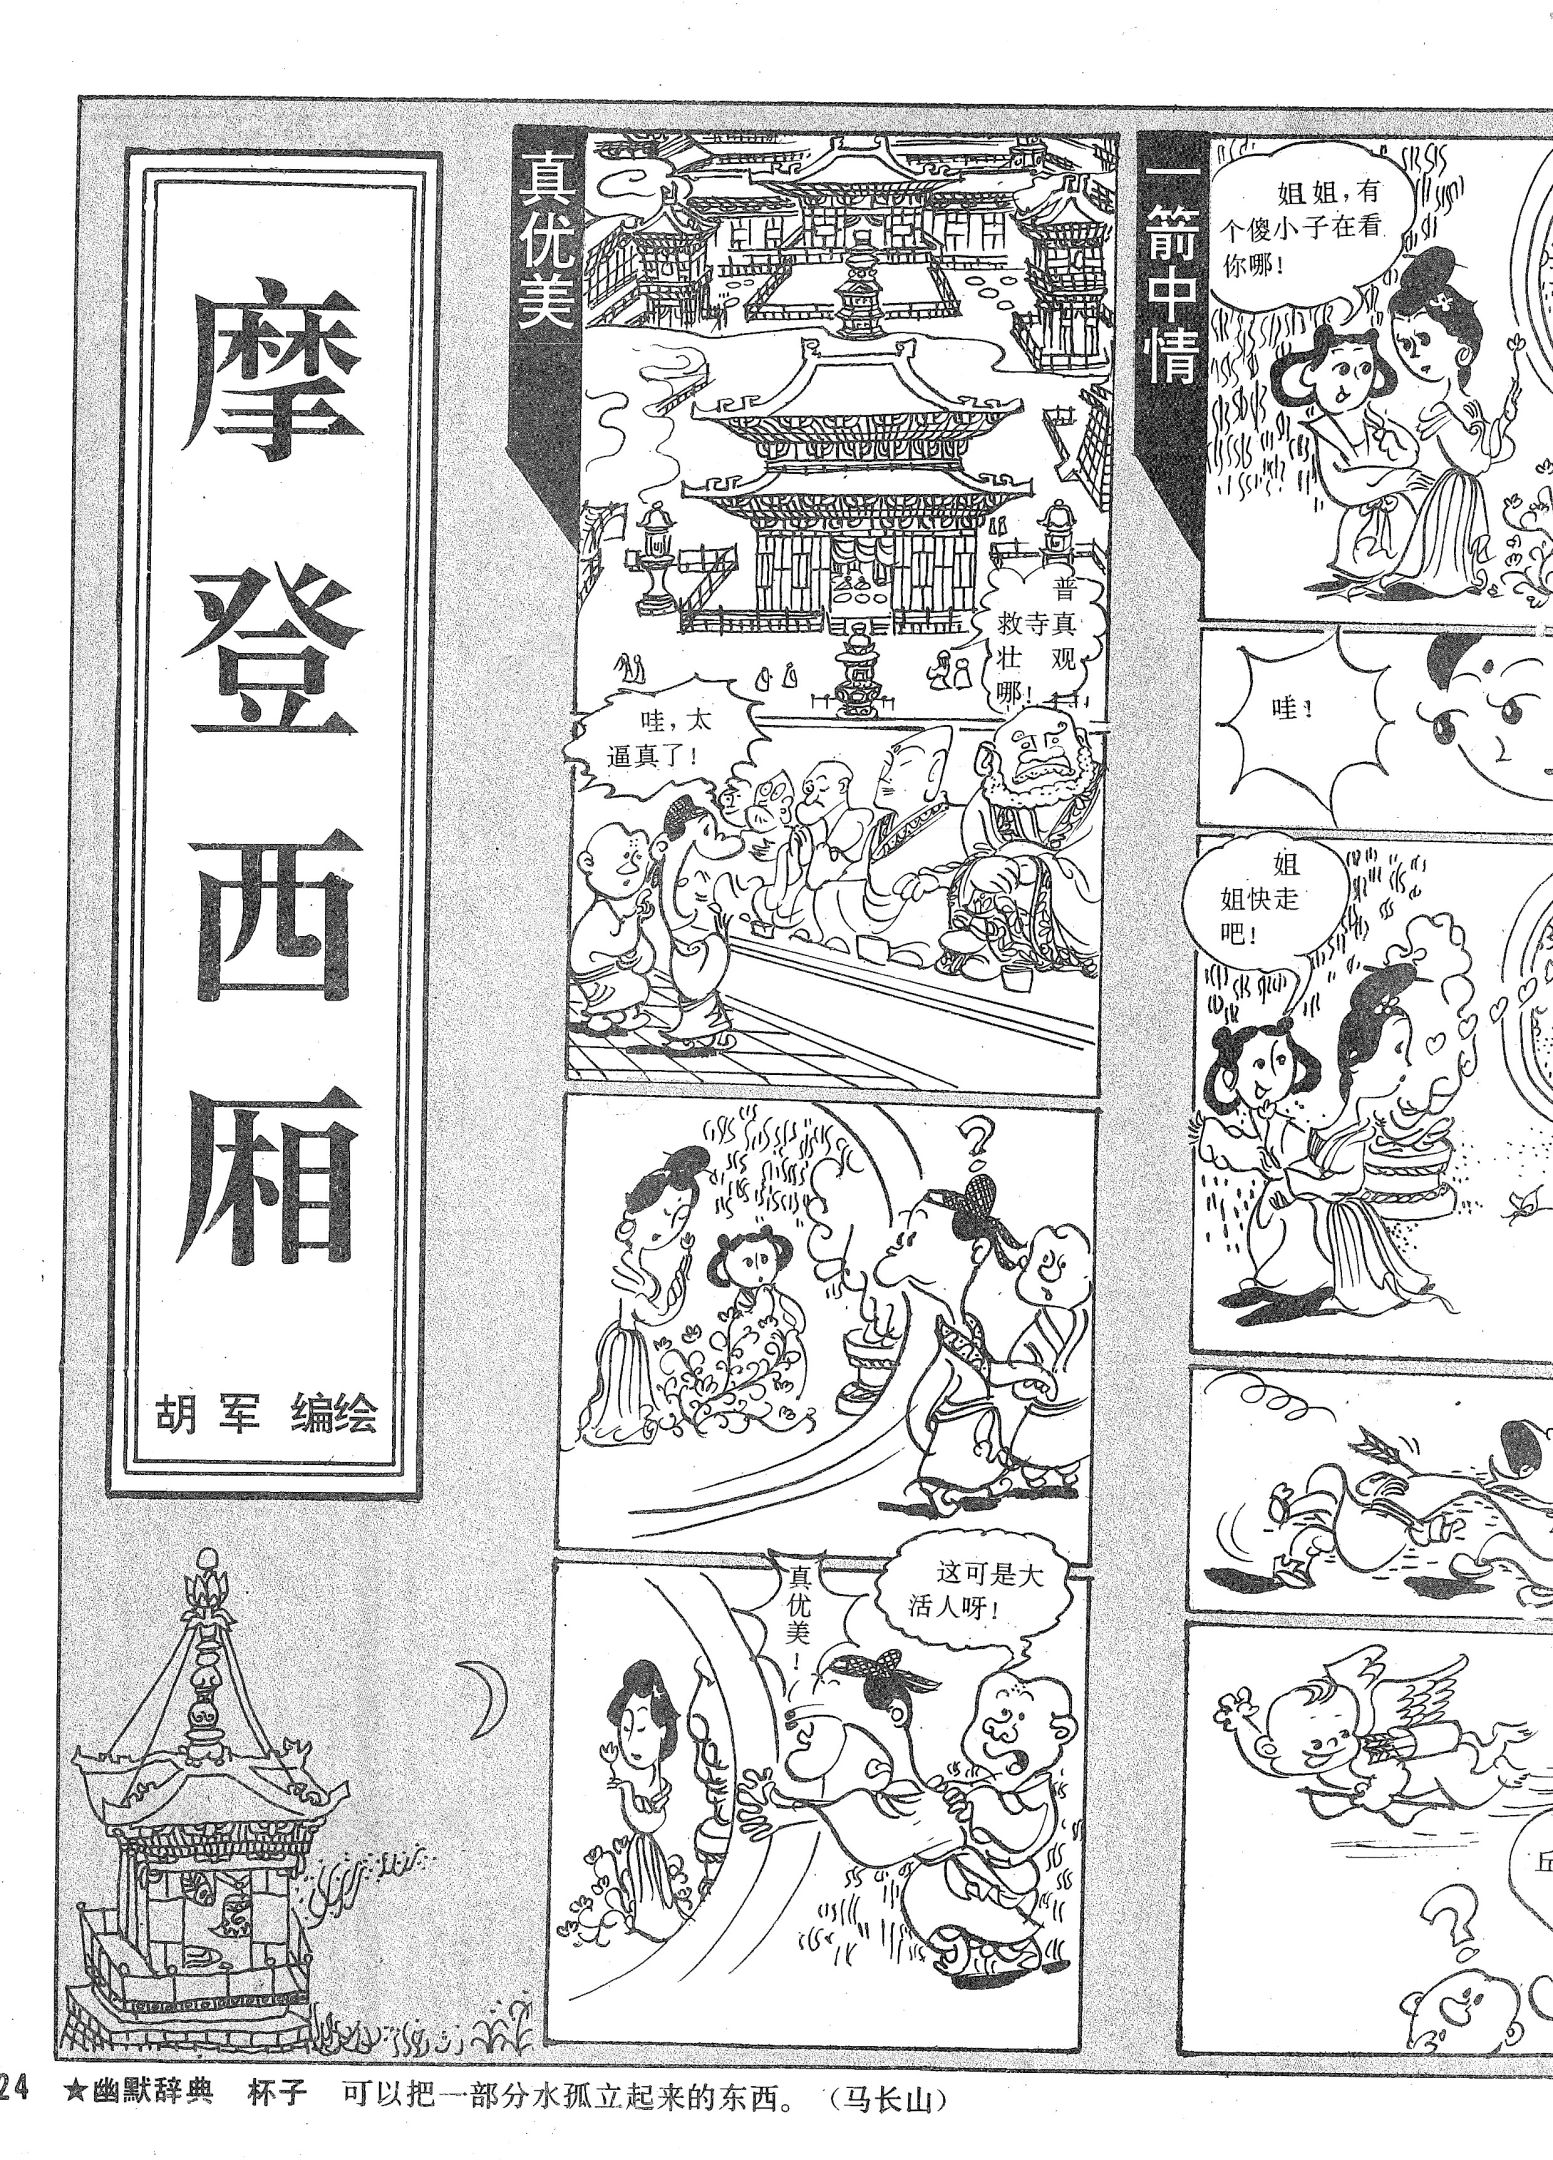 摩登西厢
胡军 编绘
真优美
普
救寺真
壮 观
哪!
哇,太
逼真了!
真优美!
这可是大
活人呀!
一箭中情
姐姐,有
个傻小子在看
你哪!
哇!
姐
姐快走
吧!
丘
?
?
24 ★幽默辞典 杯子 可以把一部分水孤立起来的东西。(马长山)